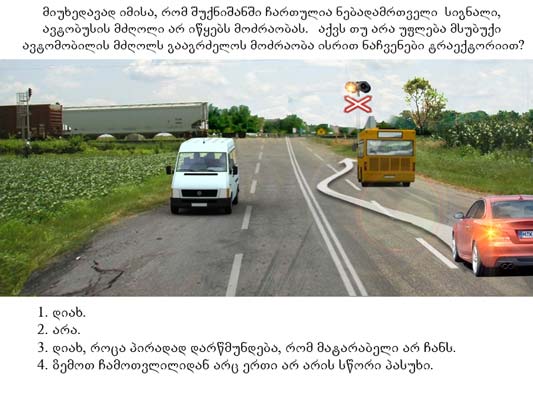 მიუხედავად იმისა, რომ შუქნიშანში ჩართულია ნებადამრთველი სიგნალი,
ავტობუსის მძღოლი არ იწყებს მოძრაობას. აქვს თუ არა უფლება მსუბუქი
ავტომობილის მძღოლს გააგრძელოს მოძრაობა ისრით ნაჩვენები ტრაექტორიით?
1. დიახ.
2. არა.
3. დიახ, როცა პირადად დარწმუნდება, რომ მატარაბელი არ ჩანს.
4. ზემოთ ჩამოთვლილიდან არც ერთი არ არის სწორი პასუხი.